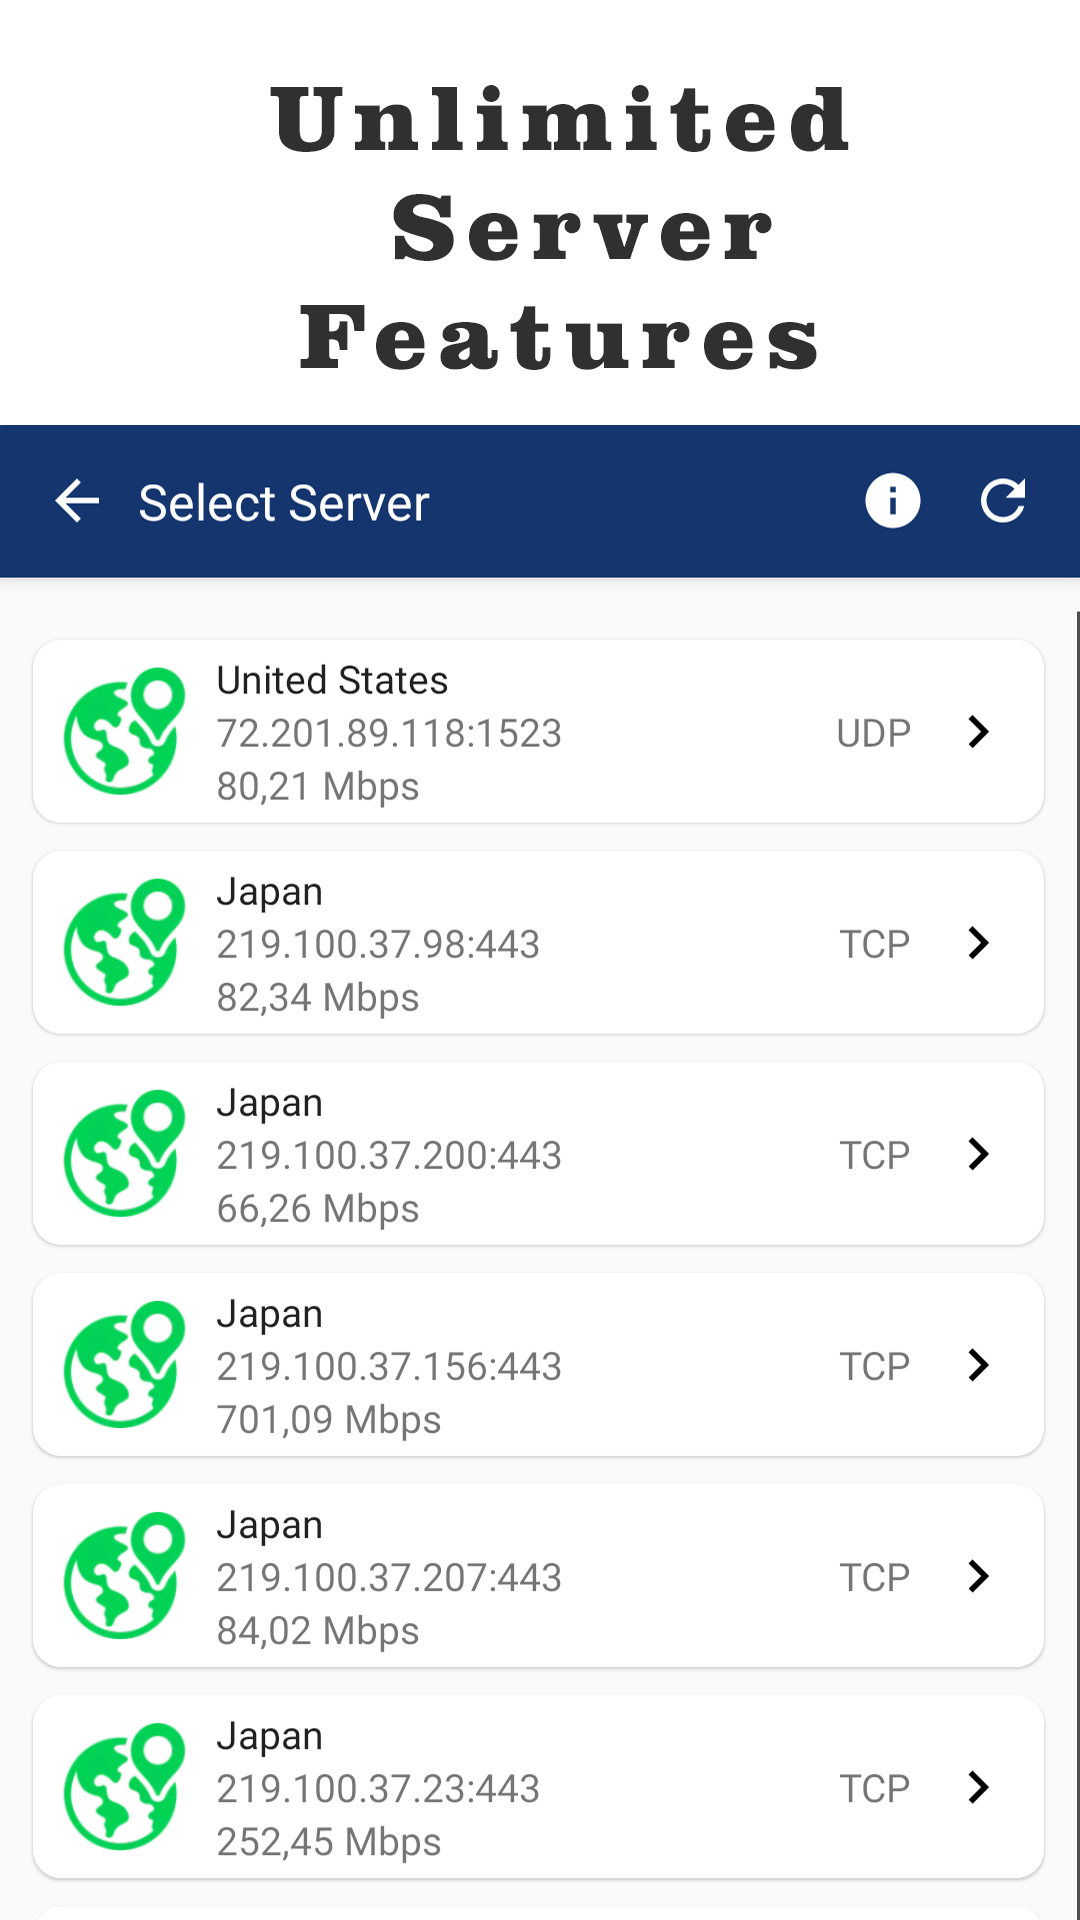 Unlimited
Server
Features
Select Server
United States
72.201.89.118:1523
UDP
80,21 Mbps
Japan
219.100.37.98:443
TCP
82,34 Mbps
Japan
219.100.37.200:443
TCP
66,26 Mbps
Japan
219.100.37.156:443
TCP
701,09 Mbps
Japan
219.100.37.207:443
TCP
84,02 Mbps
Japan
219.100.37.23:443
TCP
252,45 Mbps